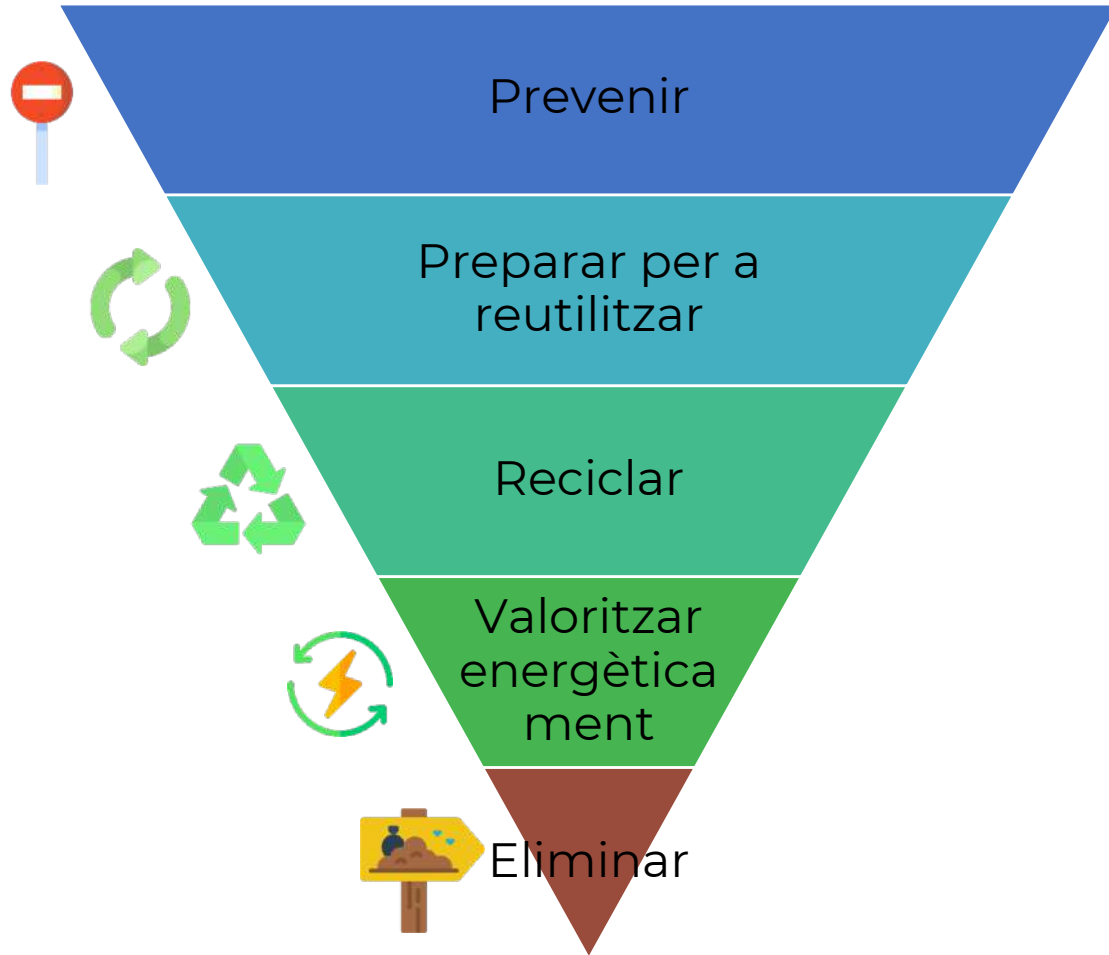 Prevenir
Preparar per a
reutilitzar
Reciclar
Valoritzar
energètica
ment
Eliminar